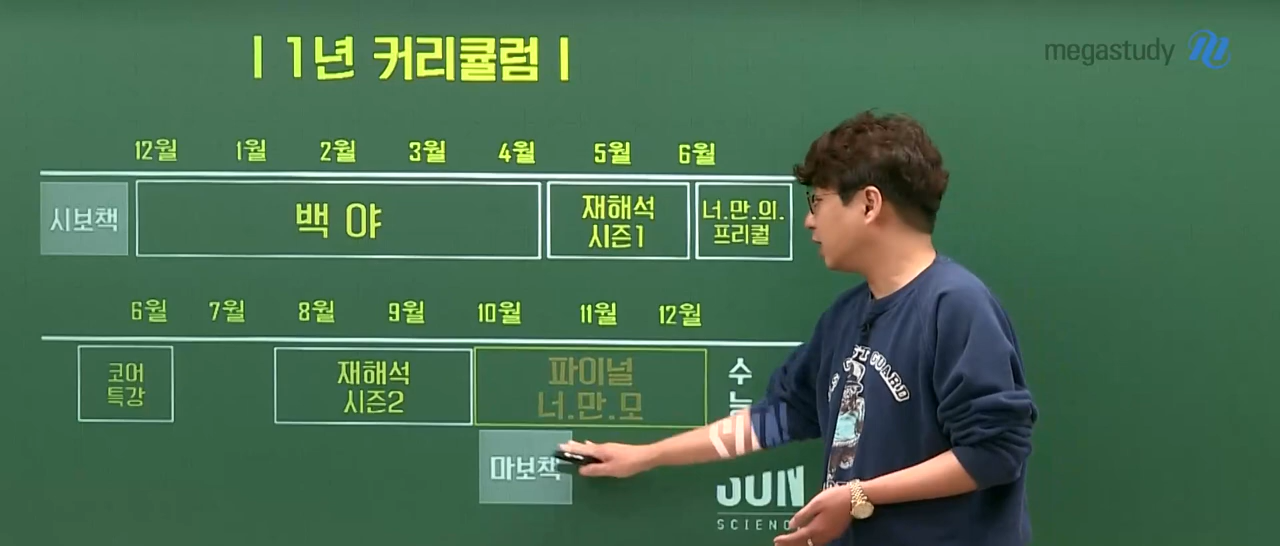 | 1년 커리큘럼 |
megastudy
12월 1월 2월 3월 4월 5월 6월
시보책
백 야
재해석
시즌1
너.만.의.
프리컬
6월 7월 8월 9월 10월 11월 12월
코어
특강
재해석
시즌2
파이널
너.만.모
수
능
마보책
SCIENC